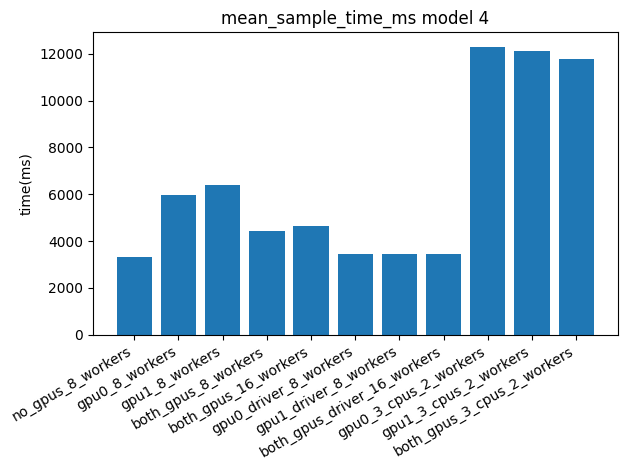 mean_sample_time_ms model 4
time(ms)
12000
10000
8000
6000
4000
2000
0
no_gpus_8_workers
gpu0_8_workers
gpu1_8_workers
both_gpus_8_workers
both_gpus_16_workers
gpu0_driver_8_workers
gpu1_driver_8_workers
both_gpus_driver_16_workers
gpu0_3_cpus_2_workers
gpu1_3_cpus_2_workers
both_gpus_3_cpus_2_workers